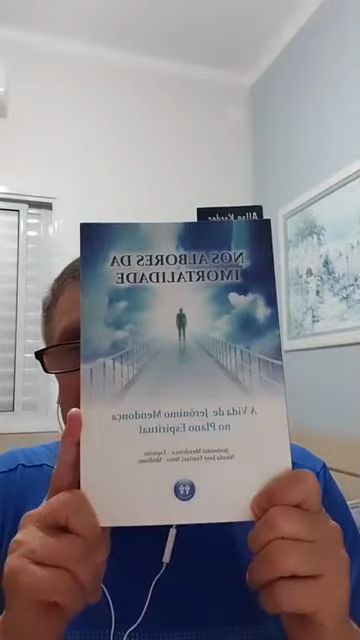 Allan Kardec
NOS ALBORES DA
IMORTALIDADE
A Vida de Jerônimo Mendonça
no Plano Espiritual
Jerônimo Mendonça - Espírito
Nicola José Frattari Neto - Médium